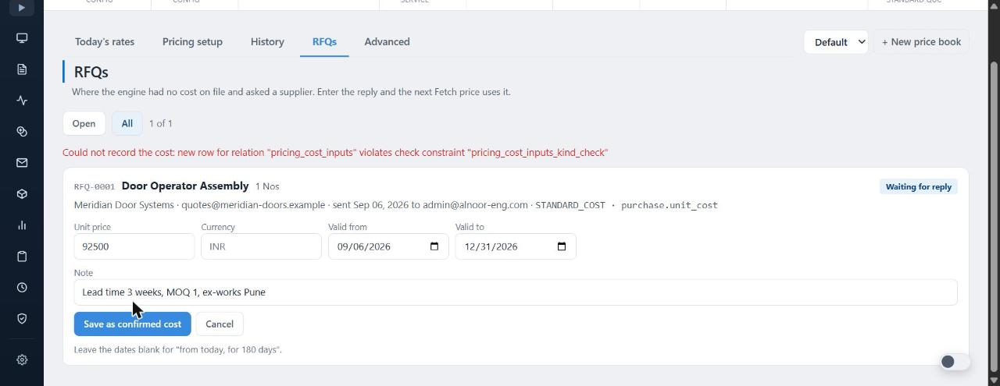 Today's rates
Pricing setup
History
RFQs
Advanced
Default
+ New price book
RFQs
Where the engine had no cost on file and asked a supplier. Enter the reply and the next Fetch price uses it.
Open
All
1 of 1
Could not record the cost: new row for relation "pricing_cost_inputs" violates check constraint "pricing_cost_inputs_kind_check"
RFQ-0001 Door Operator Assembly 1 Nos
Waiting for reply
Meridian Door Systems · quotes@meridian-doors.example · sent Sep 06, 2026 to admin@alnoor-eng.com · STANDARD_COST · purchase.unit_cost
Unit price
Currency
Valid from
Valid to
92500
INR
09/06/2026
12/31/2026
Note
Lead time 3 weeks, MOQ 1, ex-works Pune
Save as confirmed cost
Cancel
Leave the dates blank for "from today, for 180 days".